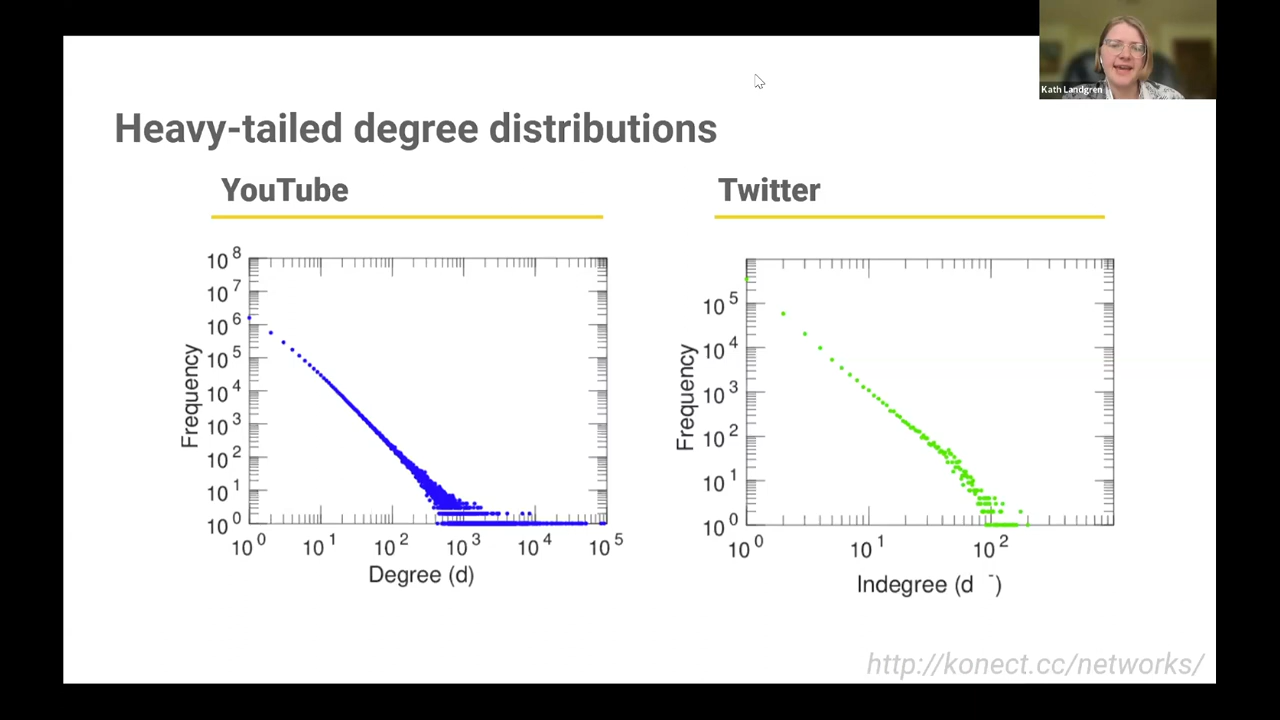 Kath Landgren
Heavy-tailed degree distributions
YouTube
Twitter
10^8
10^7
10^6
10^5
10^4
10^3
10^2
10^1
10^0
Frequency
10^0 10^1 10^2 10^3 10^4 10^5
Degree (d)
10^5
10^4
10^3
10^2
10^1
10^0
Frequency
10^0 10^1 10^2
Indegree (d ⁻)
http://konect.cc/networks/